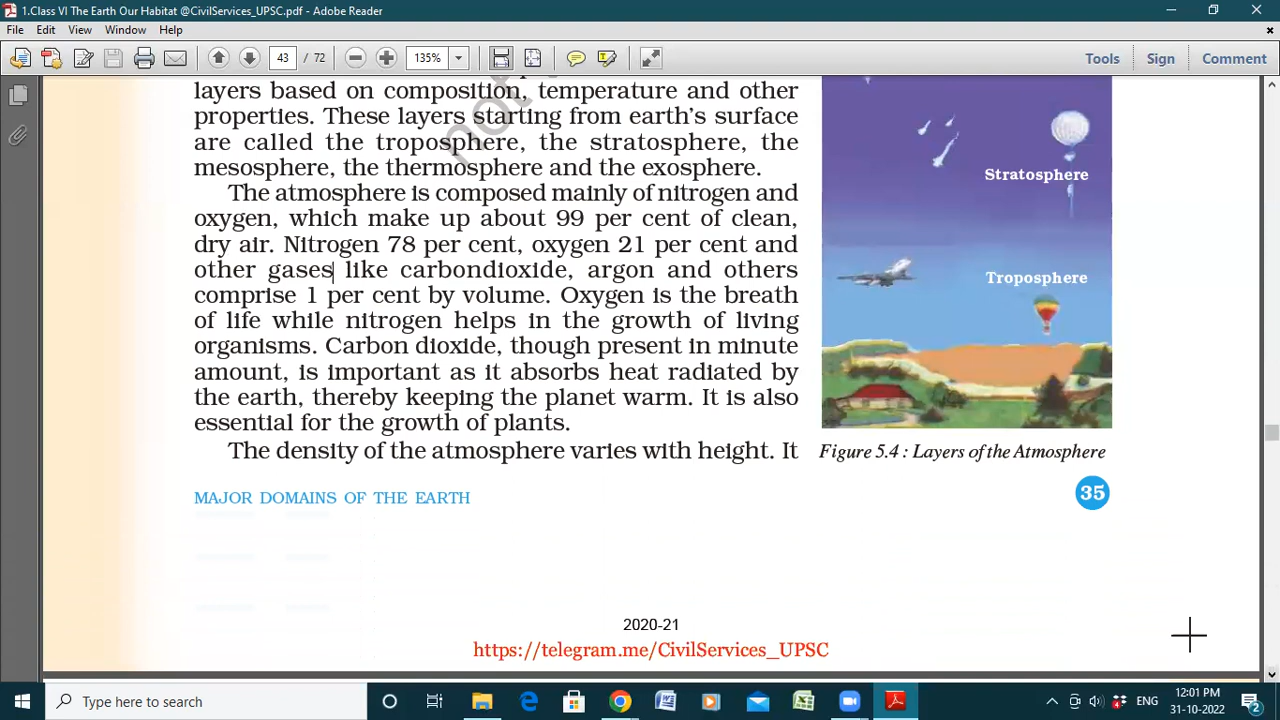 1.Class VI The Earth Our Habitat @CivilServices_UPSC.pdf - Adobe Reader
File Edit View Window Help
43 / 72 135% Tools Sign Comment
layers based on composition, temperature and other
properties. These layers starting from earth's surface
are called the troposphere, the stratosphere, the
mesosphere, the thermosphere and the exosphere.
The atmosphere is composed mainly of nitrogen and
oxygen, which make up about 99 per cent of clean,
dry air. Nitrogen 78 per cent, oxygen 21 per cent and
other gases like carbondioxide, argon and others
comprise 1 per cent by volume. Oxygen is the breath
of life while nitrogen helps in the growth of living
organisms. Carbon dioxide, though present in minute
amount, is important as it absorbs heat radiated by
the earth, thereby keeping the planet warm. It is also
essential for the growth of plants.
The density of the atmosphere varies with height. It
not
Stratosphere
Troposphere
Figure 5.4 : Layers of the Atmosphere
MAJOR DOMAINS OF THE EARTH
35
2020-21
https://telegram.me/CivilServices_UPSC
Type here to search
ENG
12:01 PM
31-10-2022
2